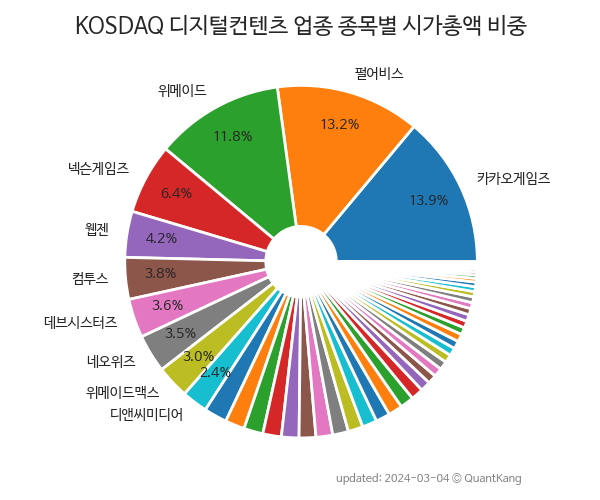 KOSDAQ 디지털컨텐츠 업종 종목별 시가총액 비중
펄어비스
위메이드
13.2%
11.8%
넥슨게임즈
카카오게임즈
6.4%
13.9%
웹젠
4.2%
컴투스
3.8%
3.6%
데브시스터즈
3.5%
네오위즈
3.0%
2.4%
위메이드맥스
디앤씨미디어
updated: 2024-03-04 © QuantKang